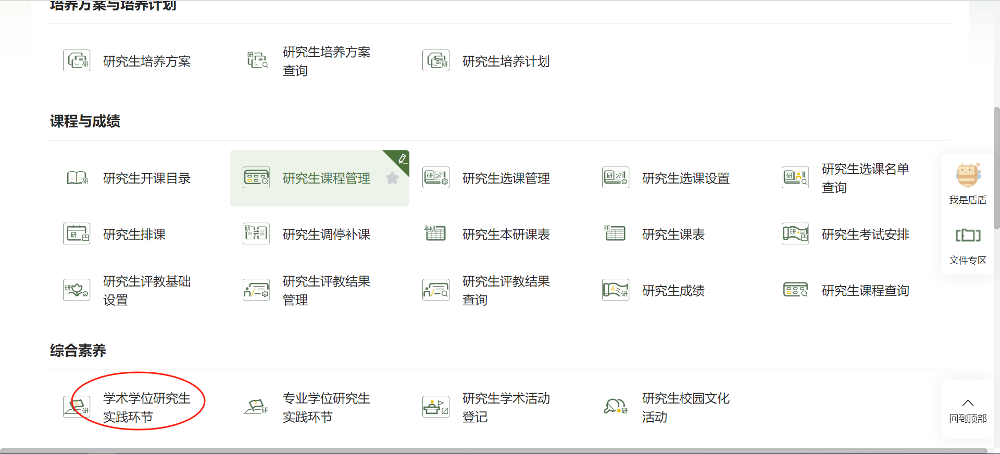 培养方案与培养计划
研究生培养方案
研究生培养方案
查询
研究生培养计划
课程与成绩
研究生开课目录
研究生课程管理
研究生选课管理
研究生选课设置
研究生选课名单
查询
研究生排课
研究生调停补课
研究生本研课表
研究生课表
研究生考试安排
研究生评教基础
设置
研究生评教结果
管理
研究生评教结果
查询
研究生成绩
研究生课程查询
综合素养
学术学位研究生
实践环节
专业学位研究生
实践环节
研究生学术活动
登记
研究生校园文化
活动
我是盾盾
文件专区
回到顶部